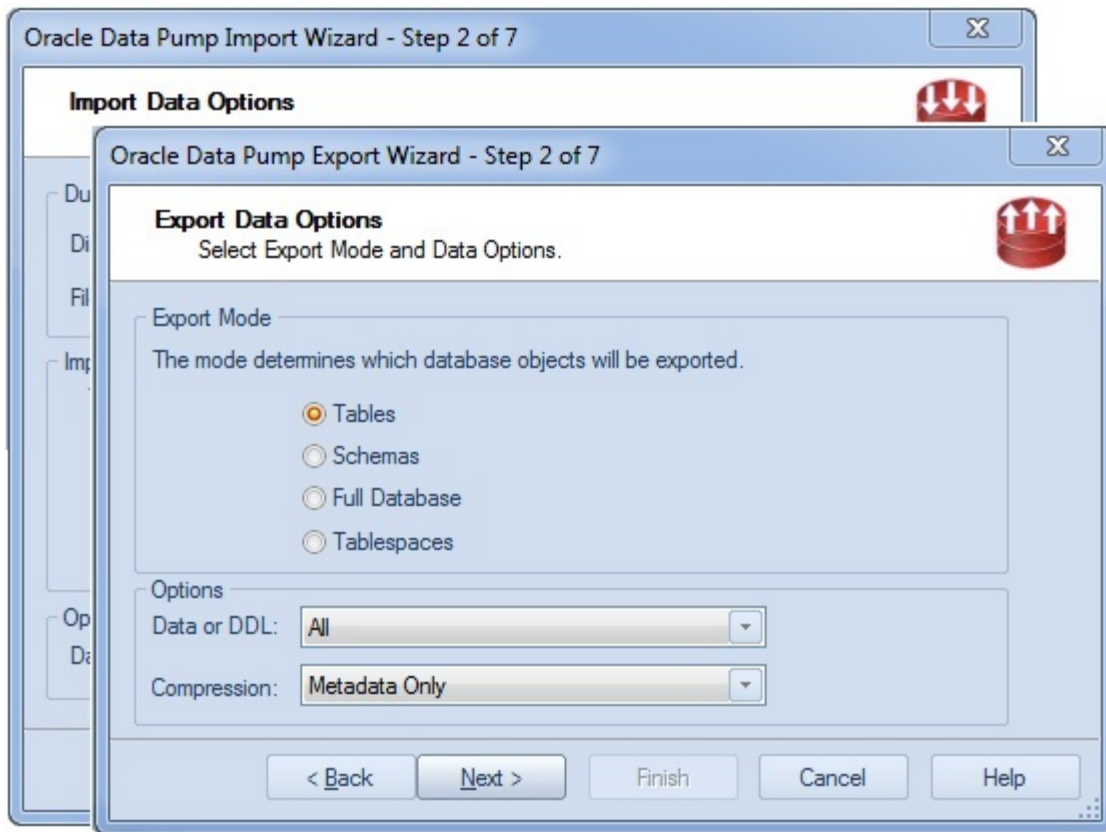 Oracle Data Pump Import Wizard - Step 2 of 7
Import Data Options
Oracle Data Pump Export Wizard - Step 2 of 7
Export Data Options
Select Export Mode and Data Options.
Export Mode
The mode determines which database objects will be exported.
Tables
Schemas
Full Database
Tablespaces
Options
Data or DDL: All
Compression: Metadata Only
< Back Next > Finish Cancel Help